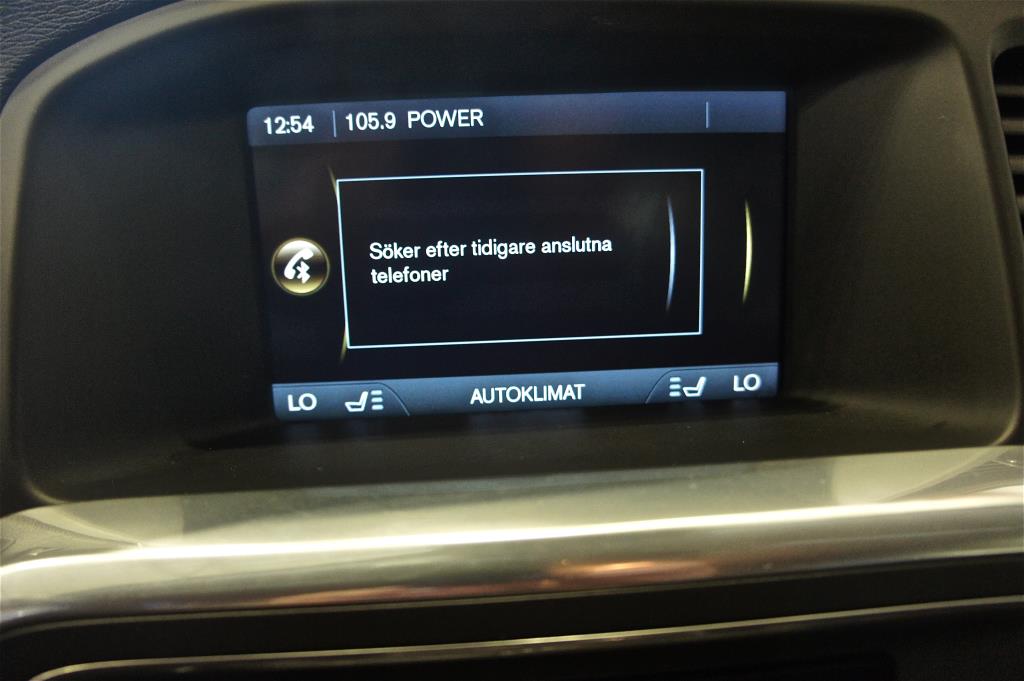 12:54 105.9 POWER
Söker efter tidigare anslutna
telefoner
LO AUTOKLIMAT LO